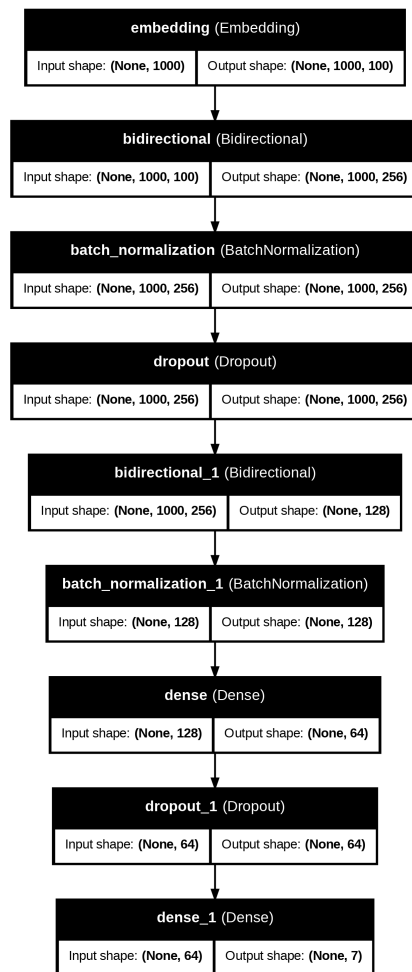 embedding (Embedding)
Input shape: (None, 1000) Output shape: (None, 1000, 100)
bidirectional (Bidirectional)
Input shape: (None, 1000, 100) Output shape: (None, 1000, 256)
batch_normalization (BatchNormalization)
Input shape: (None, 1000, 256) Output shape: (None, 1000, 256)
dropout (Dropout)
Input shape: (None, 1000, 256) Output shape: (None, 1000, 256)
bidirectional_1 (Bidirectional)
Input shape: (None, 1000, 256) Output shape: (None, 128)
batch_normalization_1 (BatchNormalization)
Input shape: (None, 128) Output shape: (None, 128)
dense (Dense)
Input shape: (None, 128) Output shape: (None, 64)
dropout_1 (Dropout)
Input shape: (None, 64) Output shape: (None, 64)
dense_1 (Dense)
Input shape: (None, 64) Output shape: (None, 7)